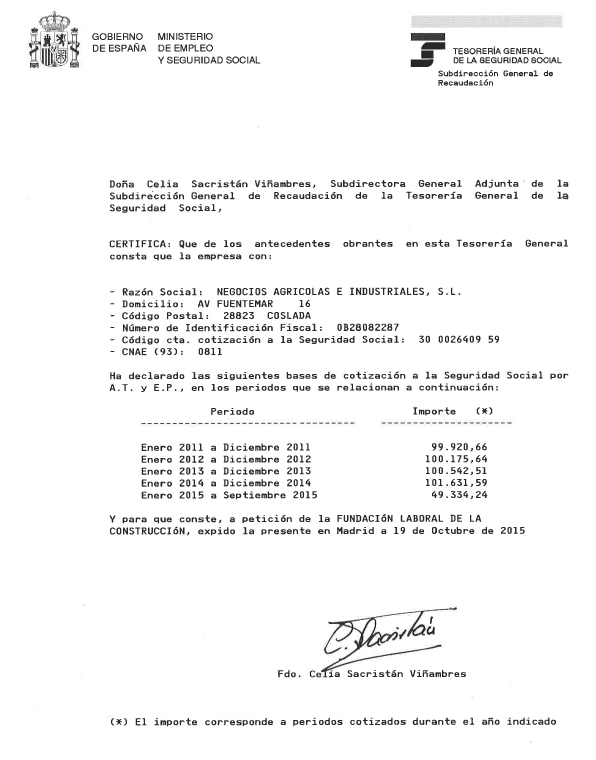 GOBIERNO DE ESPAÑA
MINISTERIO DE EMPLEO Y SEGURIDAD SOCIAL
TESORERÍA GENERAL
DE LA SEGURIDAD SOCIAL
Subdirección General de
Recaudación
Doña Celia Sacristán Viñambres, Subdirectora General Adjunta de la
Subdirección General de Recaudación de la Tesorería General de la
Seguridad Social,
CERTIFICA: Que de los antecedentes obrantes en esta Tesorería General
consta que la empresa con:
- Razón Social: NEGOCIOS AGRICOLAS E INDUSTRIALES, S.L.
- Domicilio: AV FUENTEMAR 16
- Código Postal: 28823 COSLADA
- Número de Identificación Fiscal: 0B28082287
- Código cta. cotización a la Seguridad Social: 30 0026409 59
- CNAE (93): 0811
Ha declarado las siguientes bases de cotización a la Seguridad Social por
A.T. y E.P., en los periodos que se relacionan a continuación:
Periodo Importe (*)
---------------------------------- ---------------------
Enero 2011 a Diciembre 2011 99.920,66
Enero 2012 a Diciembre 2012 100.175,64
Enero 2013 a Diciembre 2013 100.542,51
Enero 2014 a Diciembre 2014 101.631,59
Enero 2015 a Septiembre 2015 49.334,24
Y para que conste, a petición de la FUNDACIÓN LABORAL DE LA
CONSTRUCCIÓN, expido la presente en Madrid a 19 de Octubre de 2015
C. Sacristán
Fdo. Celia Sacristán Viñambres
(*) El importe corresponde a periodos cotizados durante el año indicado